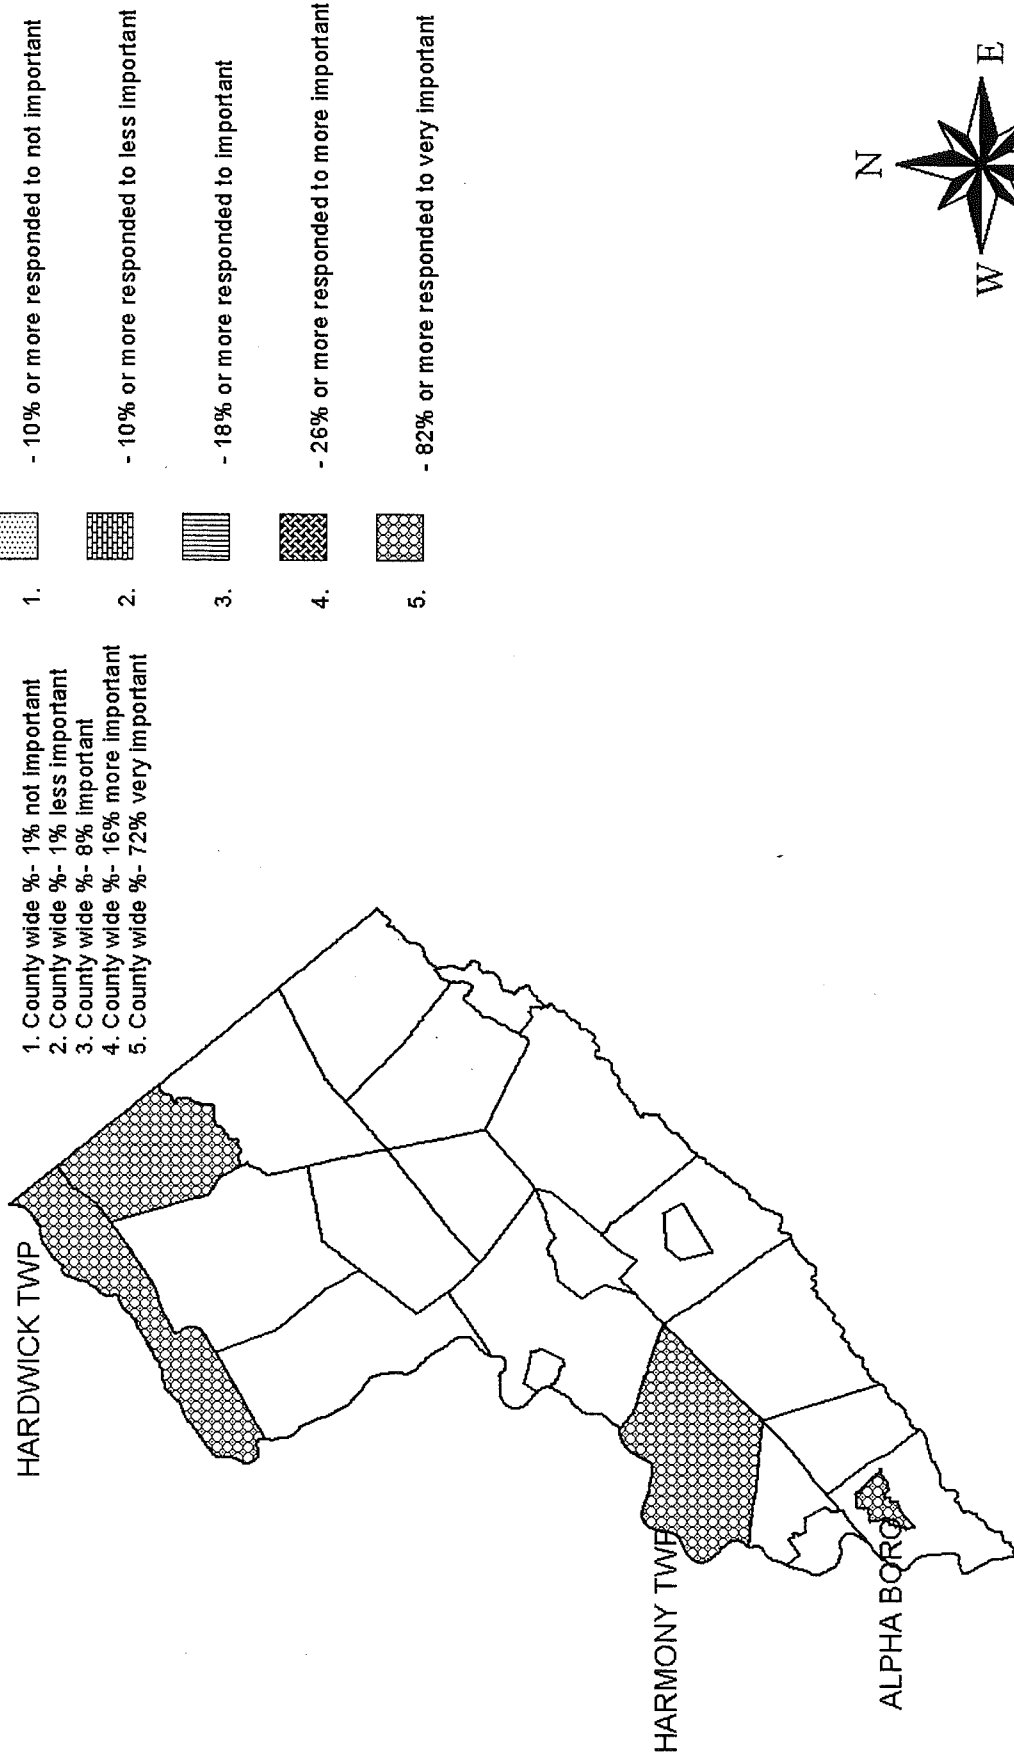 1. County wide %- 1% not important
2. County wide %- 1% less important
3. County wide %- 8% important
4. County wide %- 16% more important
5. County wide %- 72% very important
1. - 10% or more responded to not important
2. - 10% or more responded to less important
3. - 18% or more responded to important
4. - 26% or more responded to more important
5. - 82% or more responded to very important
HARDWICK TWP
HARMONY TWP
ALPHA BORO
N
W
E